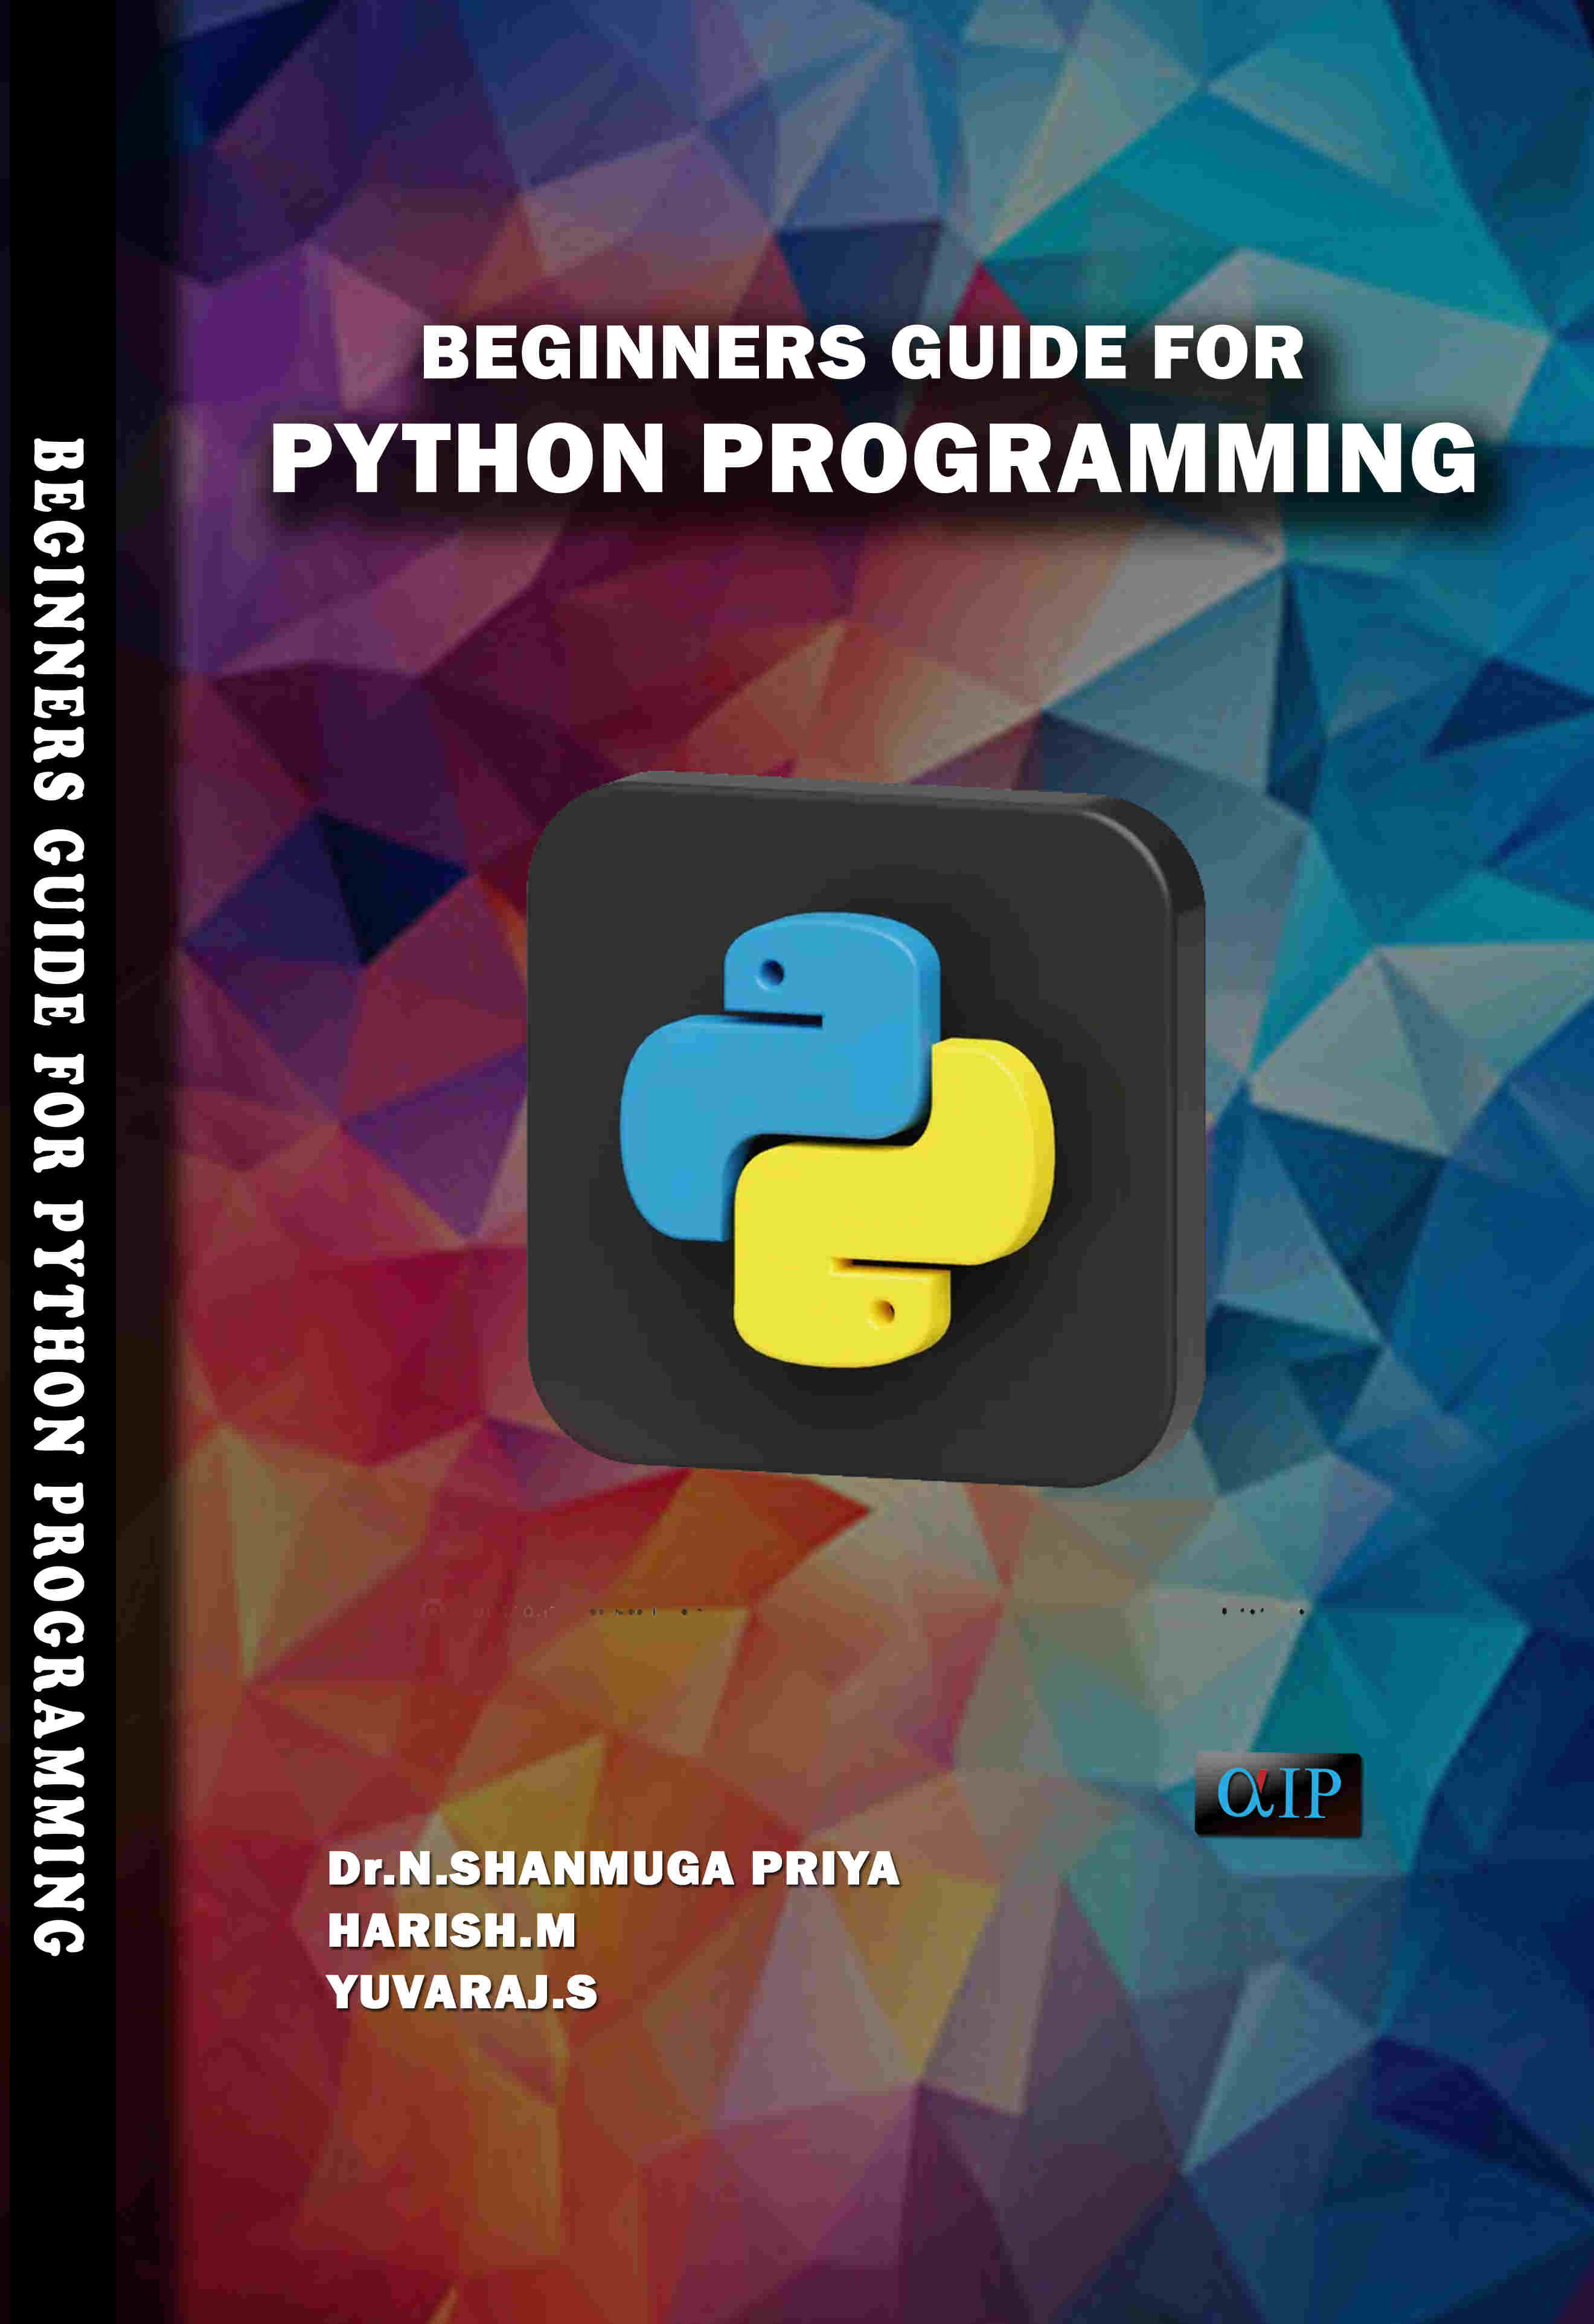 BEGINNERS GUIDE FOR
PYTHON PROGRAMMING
BEGINNERS GUIDE FOR PYTHON PROGRAMMING
αIP
Dr.N.SHANMUGA PRIYA
HARISH.M
YUVARAJ.S